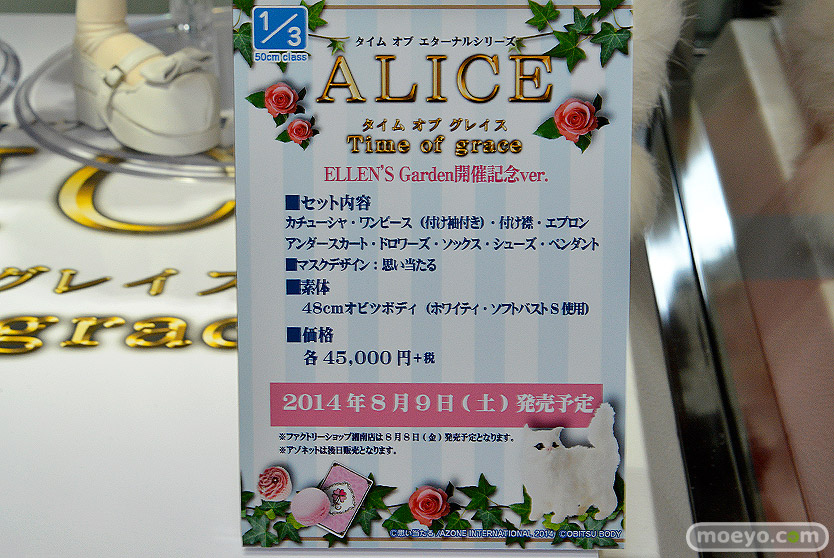 1/3
50cm class
タイム オブ エターナルシリーズ
ALICE
タイム オブ グレイス
Time of grace
ELLEN'S Garden開催記念ver.
■セット内容
カチューシャ・ワンピース（付け袖付き）・付け襟・エプロン
アンダースカート・ドロワーズ・ソックス・シューズ・ペンダント
■マスクデザイン：思い当たる
■素体
48cmオビツボディ（ホワイティ・ソフトバストS使用）
■価格
各45,000円+税
2014年8月9日（土）発売予定
※ファクトリーショップ湘南店は8月8日（金）発売予定となります。
※アゾネットは後日販売となります。
©思い当たる /AZONE INTERNATIONAL 2014 ©OBITSU BODY
グレイス
grac
moeyo.com